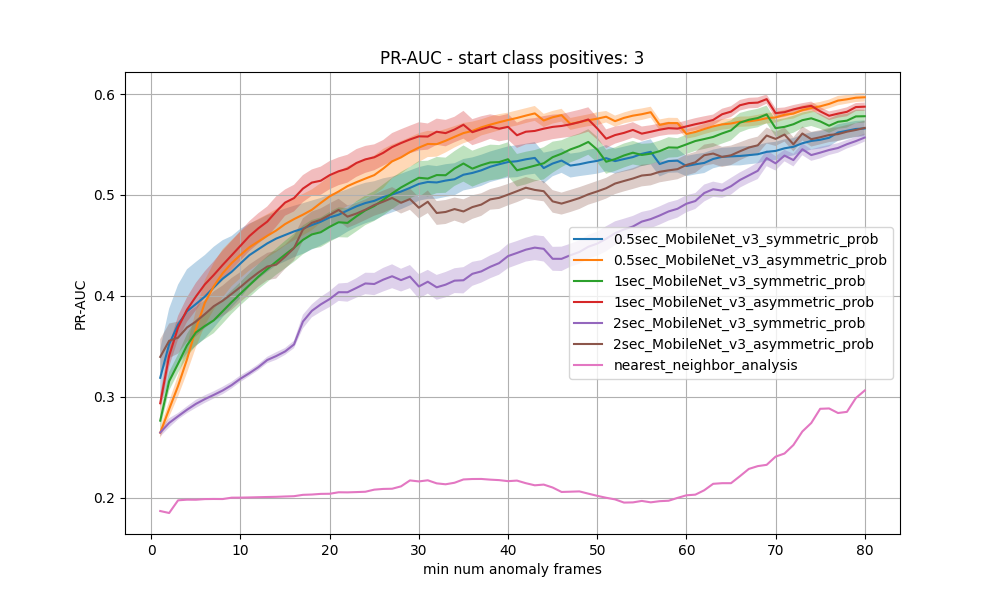 PR-AUC - start class positives: 3
PR-AUC
0.6
0.5
0.4
0.3
0.2
0.5sec_MobileNet_v3_symmetric_prob
0.5sec_MobileNet_v3_asymmetric_prob
1sec_MobileNet_v3_symmetric_prob
1sec_MobileNet_v3_asymmetric_prob
2sec_MobileNet_v3_symmetric_prob
2sec_MobileNet_v3_asymmetric_prob
nearest_neighbor_analysis
0 10 20 30 40 50 60 70 80
min num anomaly frames